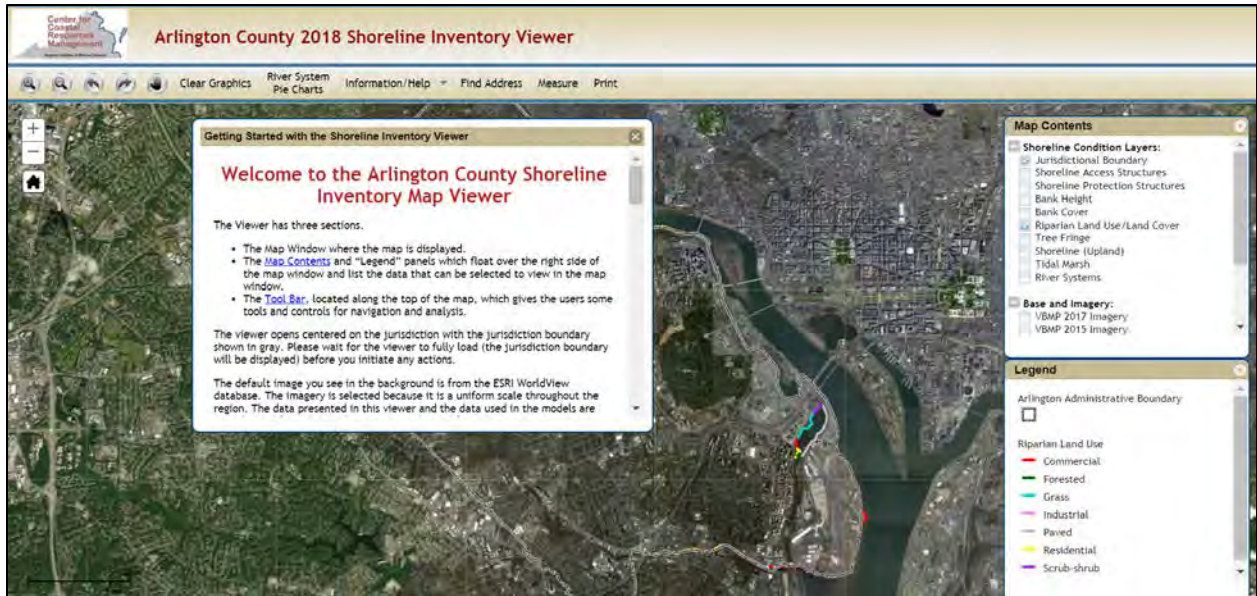 Center for
Coastal
Resources
Management
Arlington County 2018 Shoreline Inventory Viewer
Clear Graphics
River System
Pie Charts
Information/Help
Find Address
Measure
Print
Getting Started with the Shoreline Inventory Viewer
Welcome to the Arlington County Shoreline
Inventory Map Viewer
The Viewer has three sections.
• The Map Window where the map is displayed.
• The Map Contents and “Legend” panels which float over the right side of
the map window and list the data that can be selected to view in the map
window.
• The Tool Bar, located along the top of the map, which gives the users some
tools and controls for navigation and analysis.
The viewer opens centered on the jurisdiction with the jurisdiction boundary
shown in gray. Please wait for the viewer to fully load (the jurisdiction boundary
will be displayed) before you initiate any actions.
The default image you see in the background is from the ESRI WorldView
database. The imagery is selected because it is a uniform scale throughout the
region. The data presented in this viewer and the data used in the models are
Map Contents
Shoreline Condition Layers:
Jurisdictional Boundary
Shoreline Access Structures
Shoreline Protection Structures
Bank Height
Bank Cover
Riparian Land Use/Land Cover
Tree Fringe
Shoreline (Upland)
Tidal Marsh
River Systems
Base and Imagery:
VBMP 2017 Imagery
VBMP 2015 Imagery
Legend
Arlington Administrative Boundary
Riparian Land Use
Commercial
Forested
Grass
Industrial
Paved
Residential
Scrub-shrub